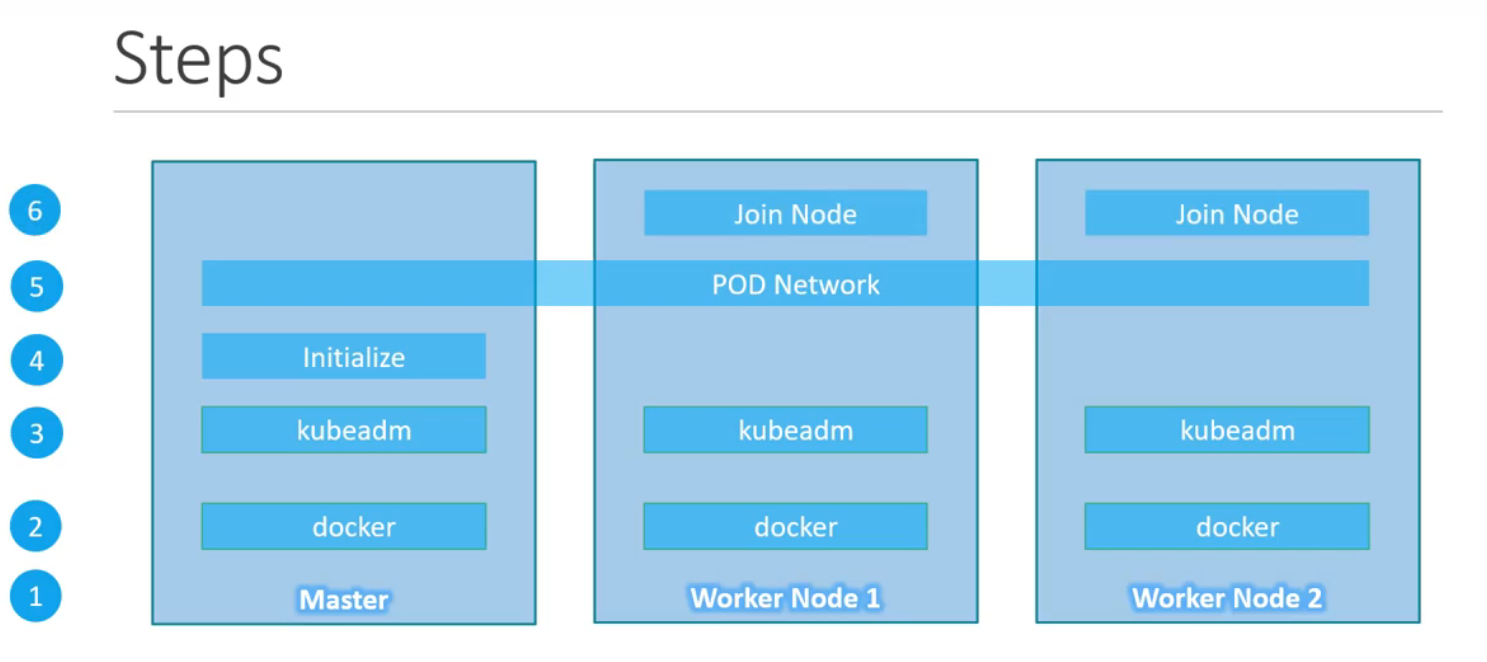 Steps
6
Join Node
Join Node
5
POD Network
4
Initialize
3
kubeadm
kubeadm
kubeadm
2
docker
docker
docker
1
Master
Worker Node 1
Worker Node 2